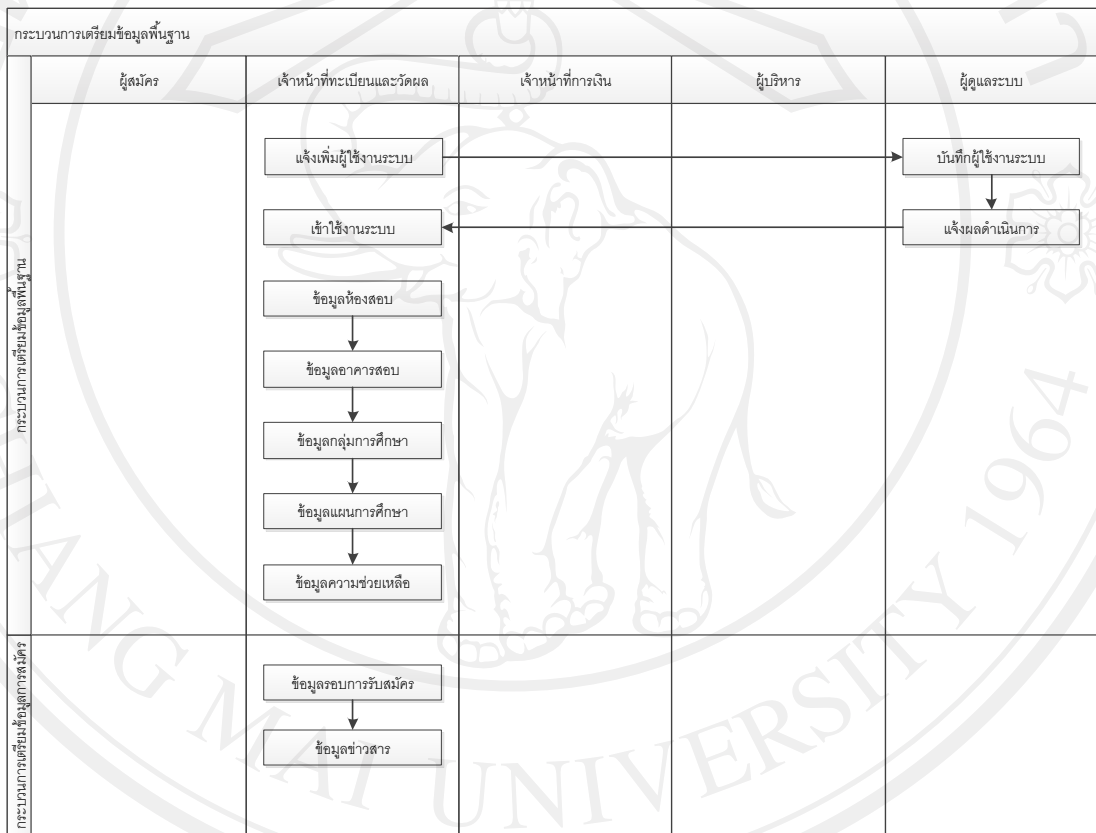 กระบวนการเตรียมข้อมูลพื้นฐาน
ผู้สมัคร
เจ้าหน้าที่ทะเบียนและวัดผล
เจ้าหน้าที่การเงิน
ผู้บริหาร
ผู้ดูแลระบบ
กระบวนการเตรียมข้อมูลพื้นฐาน
แจ้งเพิ่มผู้ใช้งานระบบ
บันทึกผู้ใช้งานระบบ
เข้าใช้งานระบบ
แจ้งผลดำเนินการ
ข้อมูลห้องสอบ
ข้อมูลอาคารสอบ
ข้อมูลกลุ่มการศึกษา
ข้อมูลแผนการศึกษา
ข้อมูลความช่วยเหลือ
กระบวนการเตรียมข้อมูลการสมัคร
ข้อมูลรอบการรับสมัคร
ข้อมูลข่าวสาร
ANG MAI UNIVERSITY 1964